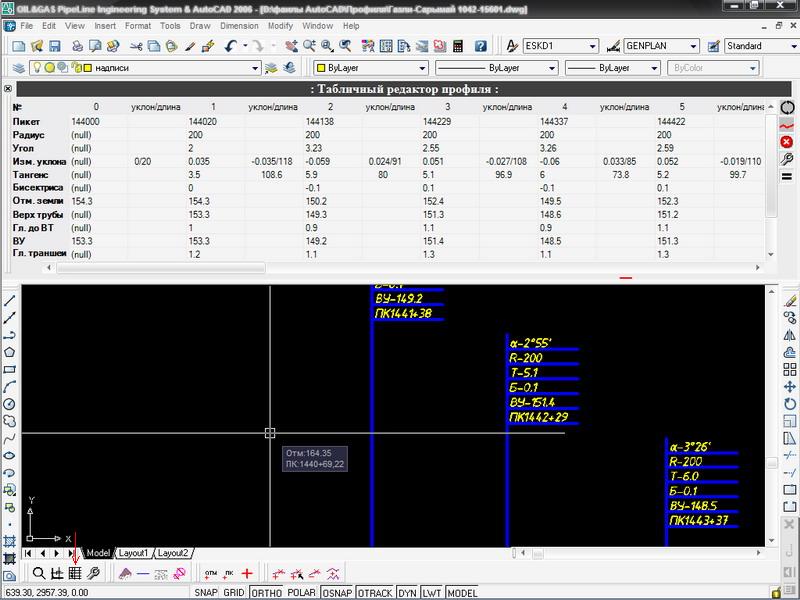 OIL&GAS PipeLine Ingineering System & AutoCAD 2006 - [D:\файлы AutoCAD\Профиля\Газли-Сарымай 1042-15601.dwg]
File Edit View Insert Format Tools Draw Dimension Modify Window Help
ESKD1 GENPLAN Standard
надписи ByLayer ByLayer ByLayer ByColor
: Табличный редактор профиля :
№ 0 уклон/длина 1 уклон/длина 2 уклон/длина 3 уклон/длина 4 уклон/длина 5 уклон/длина
Пикет 144000 144020 144138 144229 144337 144422
Радиус (null) 200 200 200 200 200
Угол (null) 2 3.23 2.55 3.26 2.59
Изм. уклона (null) 0/20 0.035 -0.035/118 -0.059 0.024/91 0.051 -0.027/108 -0.06 0.033/85 0.052 -0.019/110
Тангенс (null) 3.5 108.6 5.9 80 5.1 96.9 6 73.8 5.2 99.7
Бисектриса (null) 0 -0.1 0.1 -0.1 0.1
Отм. земли 154.3 154.3 150.2 152.4 149.5 152.3
Верх трубы (null) 153.3 149.3 151.3 148.6 151.2
Гл. до ВТ (null) 1 0.9 1.1 0.9 1.1
ВУ 153.3 153.3 149.2 151.4 148.5 151.3
Гл. траншеи (null) 1.2 1.1 1.3 1.1 1.3
ВУ-149.2
ПК1441+38
α-2°55'
R-200
Т-5.1
Б-0.1
ВУ-151.4
ПК1442+29
α-3°26'
R-200
Т-6.0
Б-0.1
ВУ-148.5
ПК1443+37
Отм:164.35
ПК:1440+69,22
Y
X
Model Layout1 Layout2
отм пк
639.30, 2957.39, 0.00 SNAP GRID ORTHO POLAR OSNAP OTRACK DYN LWT MODEL